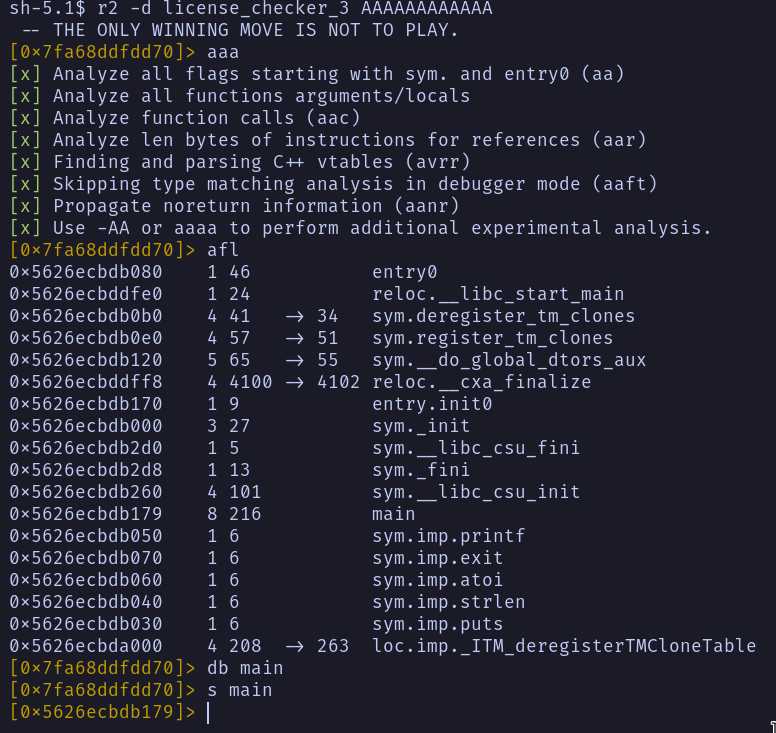 sh-5.1$ r2 -d license_checker_3 AAAAAAAAAAAA
 -- THE ONLY WINNING MOVE IS NOT TO PLAY.
[0×7fa68ddfdd70]> aaa
[x] Analyze all flags starting with sym. and entry0 (aa)
[x] Analyze all functions arguments/locals
[x] Analyze function calls (aac)
[x] Analyze len bytes of instructions for references (aar)
[x] Finding and parsing C++ vtables (avrr)
[x] Skipping type matching analysis in debugger mode (aaft)
[x] Propagate noreturn information (aanr)
[x] Use -AA or aaaa to perform additional experimental analysis.
[0×7fa68ddfdd70]> afl
0×5626ecbdb080    1 46           entry0
0×5626ecbddfe0    1 24           reloc.__libc_start_main
0×5626ecbdb0b0    4 41   → 34   sym.deregister_tm_clones
0×5626ecbdb0e0    4 57   → 51   sym.register_tm_clones
0×5626ecbdb120    5 65   → 55   sym.__do_global_dtors_aux
0×5626ecbddff8    4 4100 → 4102 reloc.__cxa_finalize
0×5626ecbdb170    1 9            entry.init0
0×5626ecbdb000    3 27           sym._init
0×5626ecbdb2d0    1 5            sym.__libc_csu_fini
0×5626ecbdb2d8    1 13           sym._fini
0×5626ecbdb260    4 101          sym.__libc_csu_init
0×5626ecbdb179    8 216          main
0×5626ecbdb050    1 6            sym.imp.printf
0×5626ecbdb070    1 6            sym.imp.exit
0×5626ecbdb060    1 6            sym.imp.atoi
0×5626ecbdb040    1 6            sym.imp.strlen
0×5626ecbdb030    1 6            sym.imp.puts
0×5626ecbda000    4 208  → 263  loc.imp._ITM_deregisterTMCloneTable
[0×7fa68ddfdd70]> db main
[0×7fa68ddfdd70]> s main
[0×5626ecbdb179]>